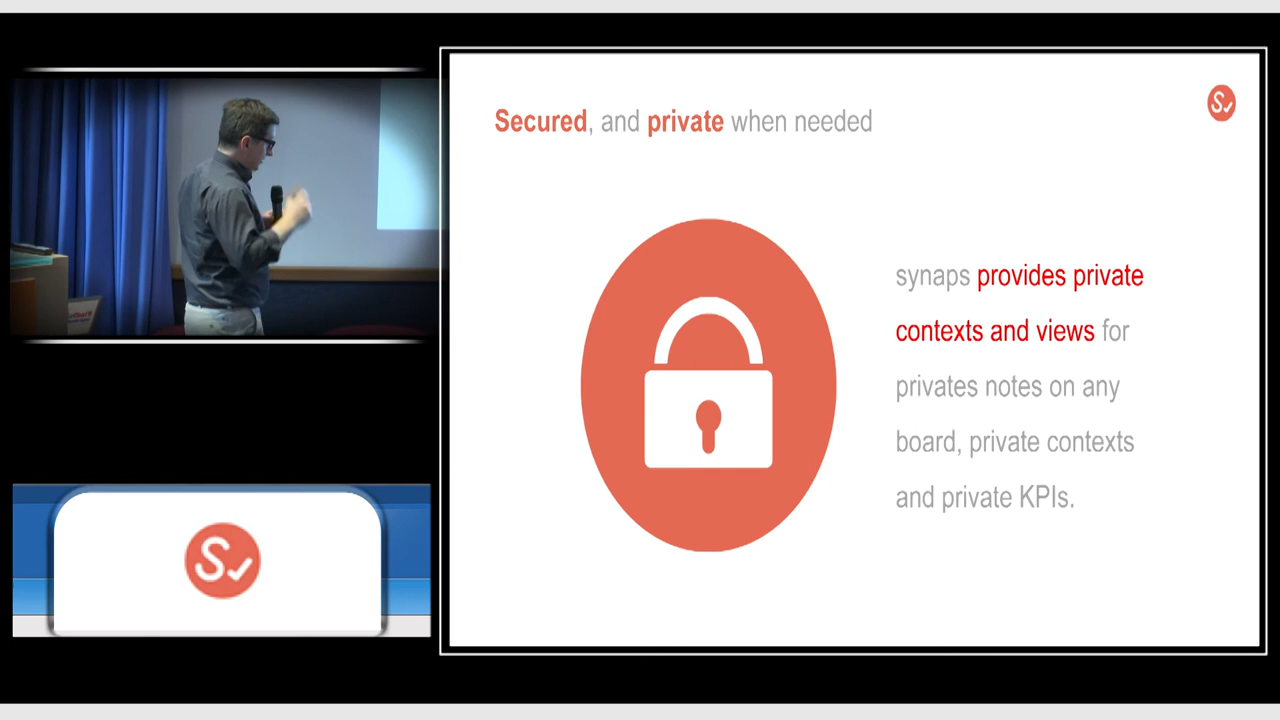 Secured, and private when needed
synaps provides private
contexts and views for
privates notes on any
board, private contexts
and private KPIs.